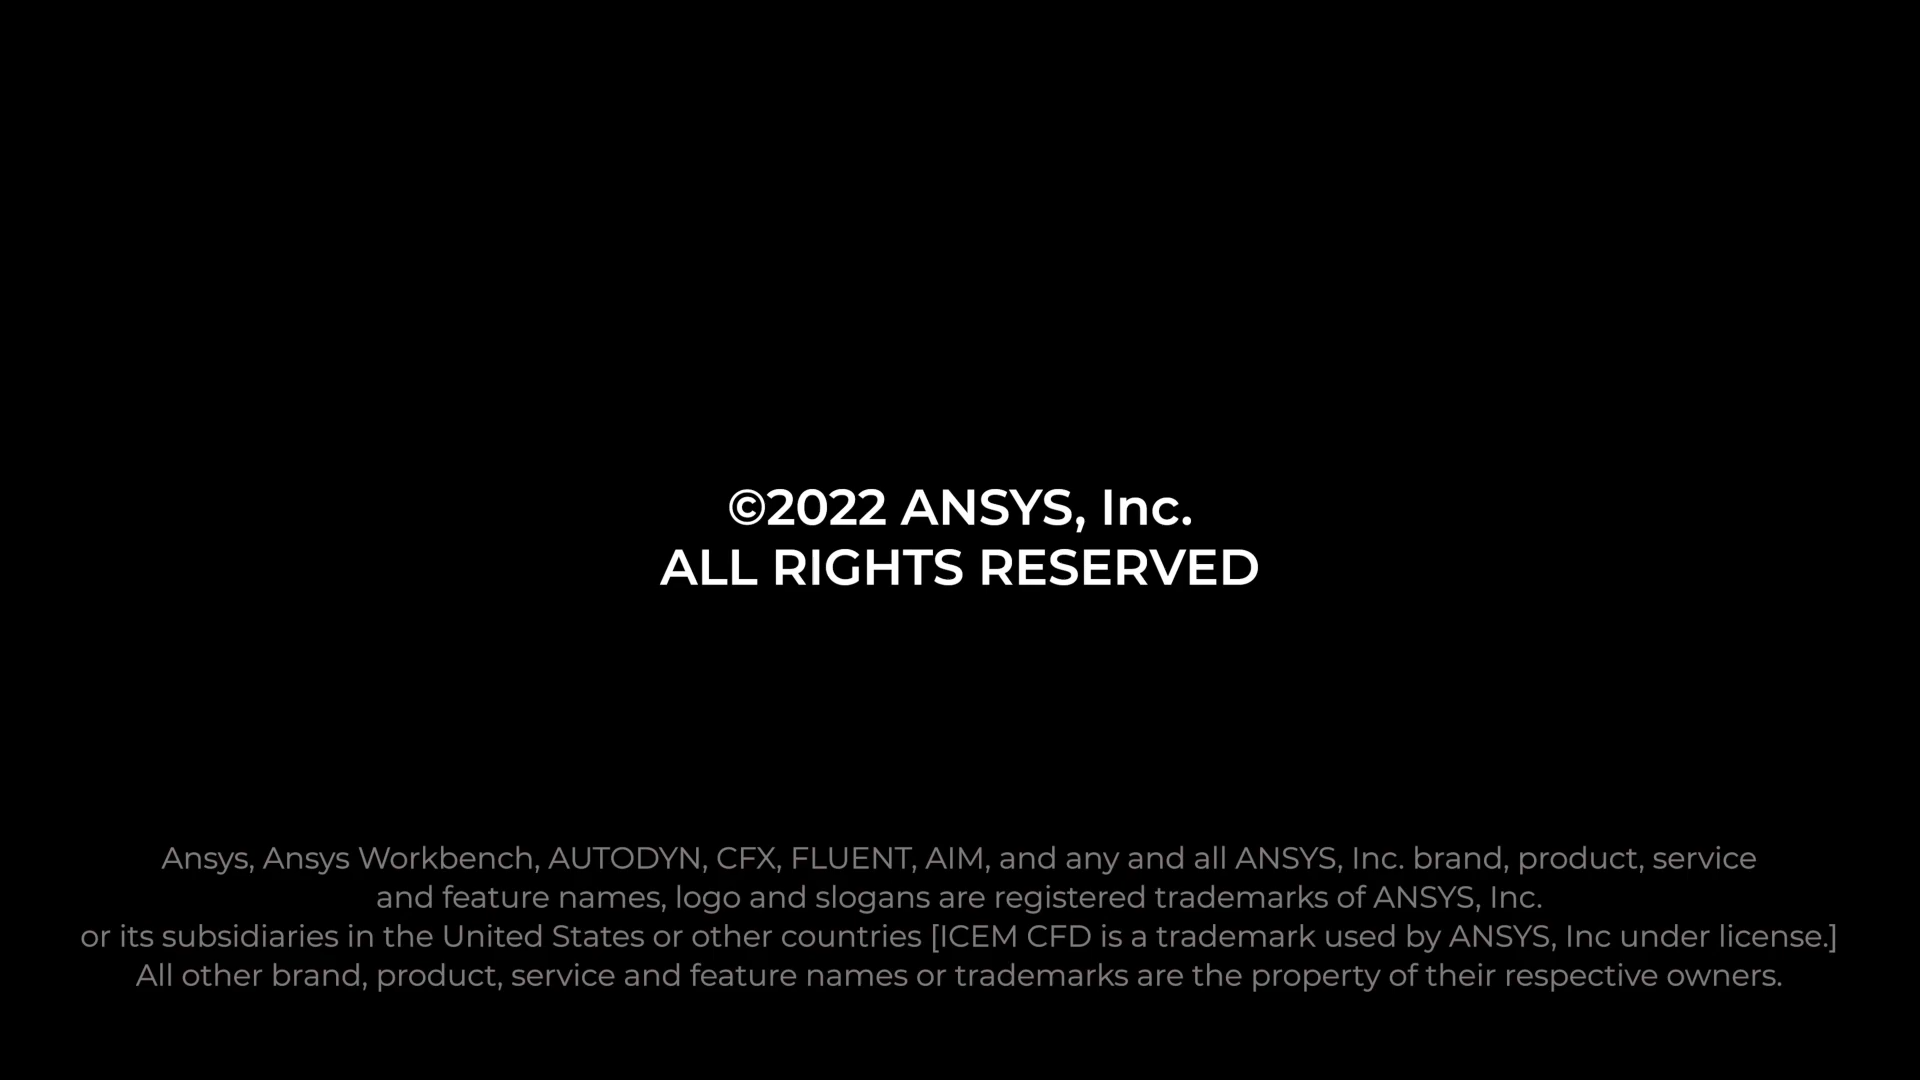 ©2022 ANSYS, Inc.
ALL RIGHTS RESERVED
Ansys, Ansys Workbench, AUTODYN, CFX, FLUENT, AIM, and any and all ANSYS, Inc. brand, product, service
and feature names, logo and slogans are registered trademarks of ANSYS, Inc.
or its subsidiaries in the United States or other countries [ICEM CFD is a trademark used by ANSYS, Inc under license.]
All other brand, product, service and feature names or trademarks are the property of their respective owners.